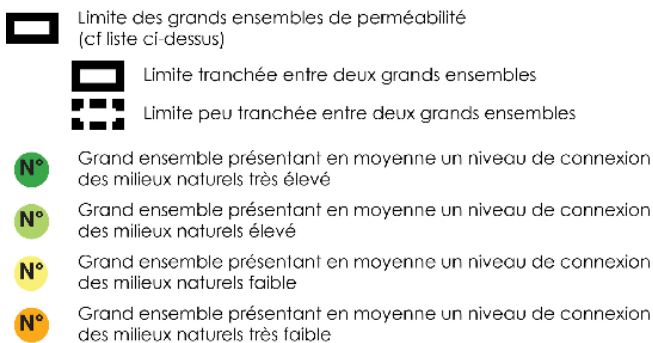 Limite des grands ensembles de perméabilité
(cf liste ci-dessus)
Limite tranchée entre deux grands ensembles
Limite peu tranchée entre deux grands ensembles
N° Grand ensemble présentant en moyenne un niveau de connexion
des milieux naturels très élevé
N° Grand ensemble présentant en moyenne un niveau de connexion
des milieux naturels élevé
N° Grand ensemble présentant en moyenne un niveau de connexion
des milieux naturels faible
N° Grand ensemble présentant en moyenne un niveau de connexion
des milieux naturels très faible